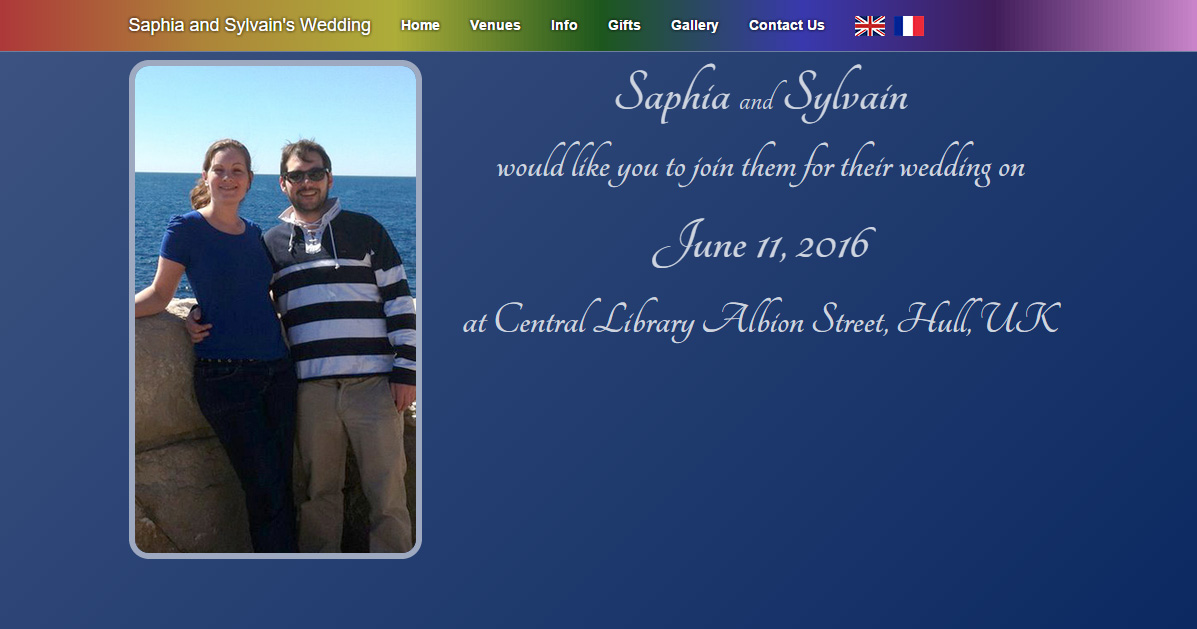 Saphia and Sylvain's Wedding Home Venues Info Gifts Gallery Contact Us
Saphia and Sylvain
would like you to join them for their wedding on
June 11, 2016
at Central Library Albion Street, Hull, UK